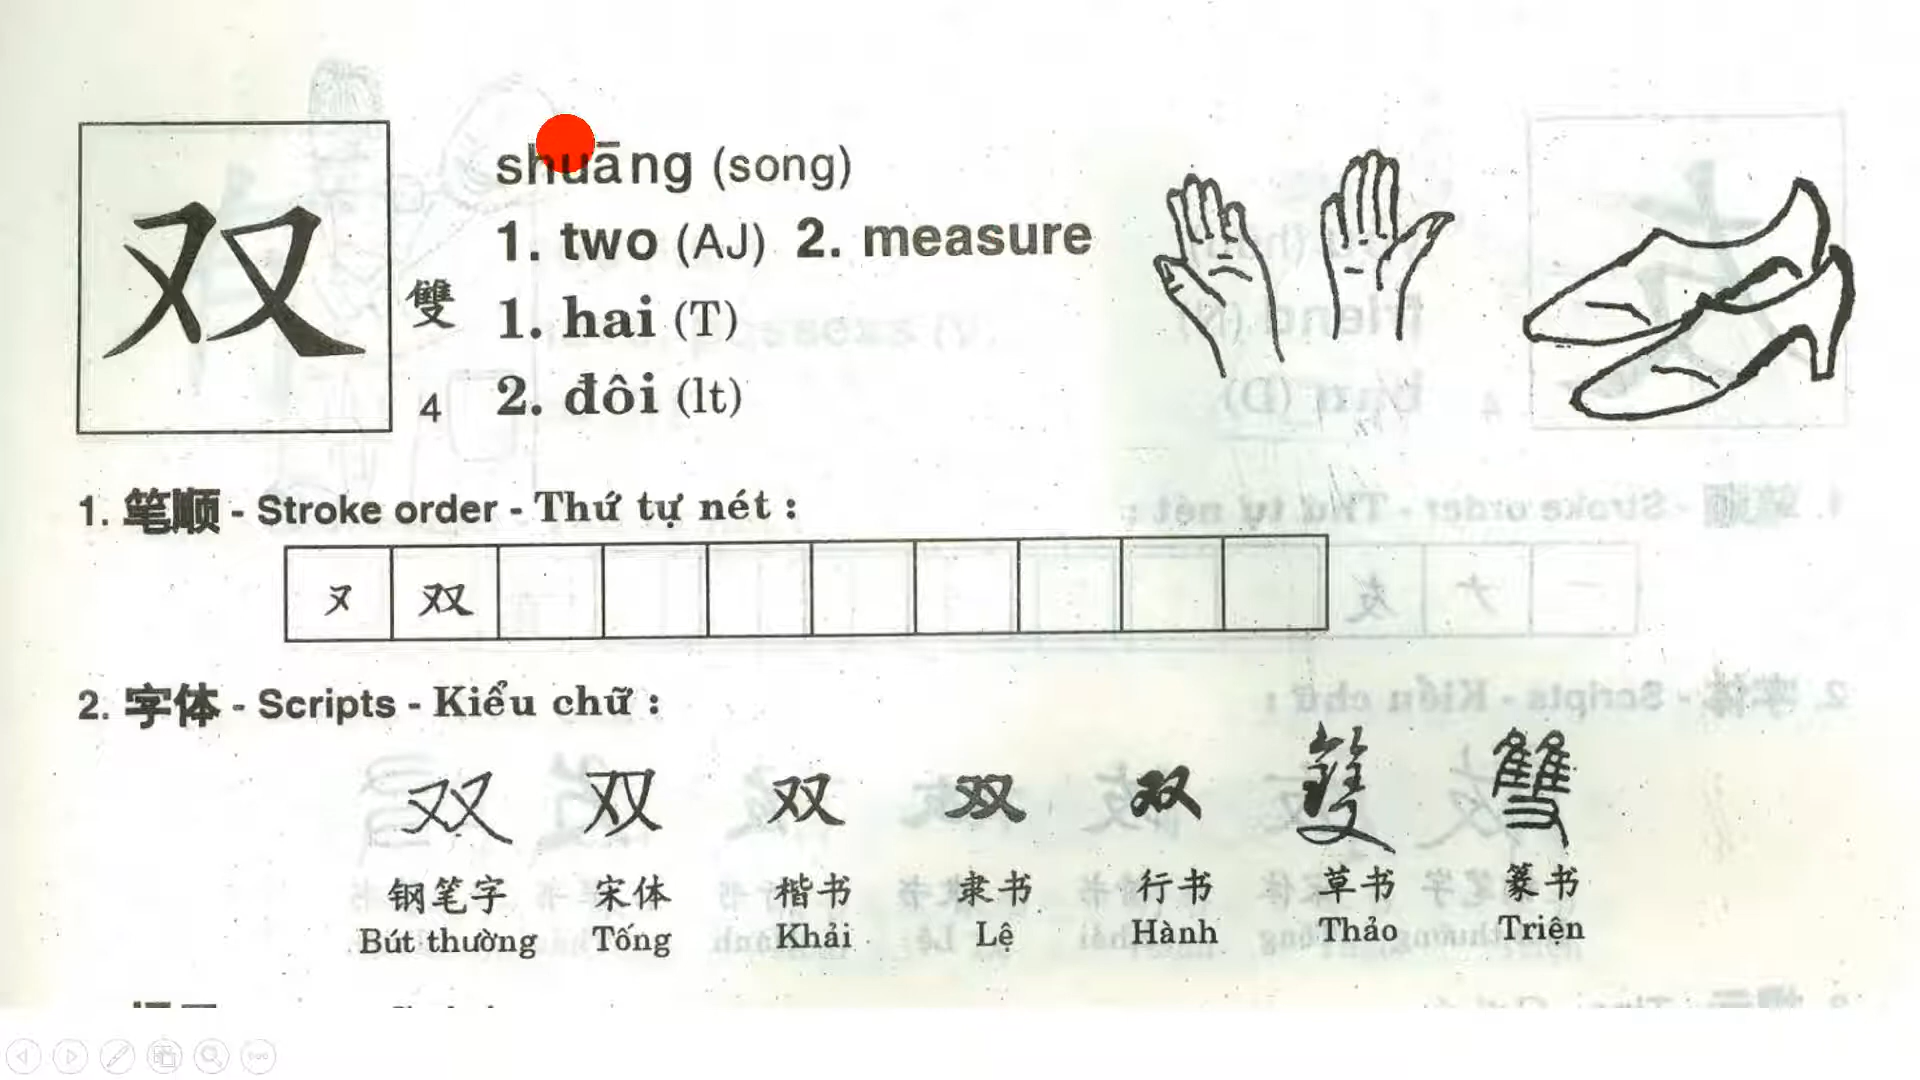 双
雙
4
shuāng (song)
1. two (AJ) 2. measure
1. hai (T)
2. đôi (lt)
1. 笔顺 - Stroke order - Thứ tự nét :
又 双
2. 字体 - Scripts - Kiểu chữ :
双 双 双 双 双 雙 雙
钢笔字 宋体 楷书 隶书 行书 草书 篆书
Bút thường Tống Khải Lệ Hành Thảo Triện